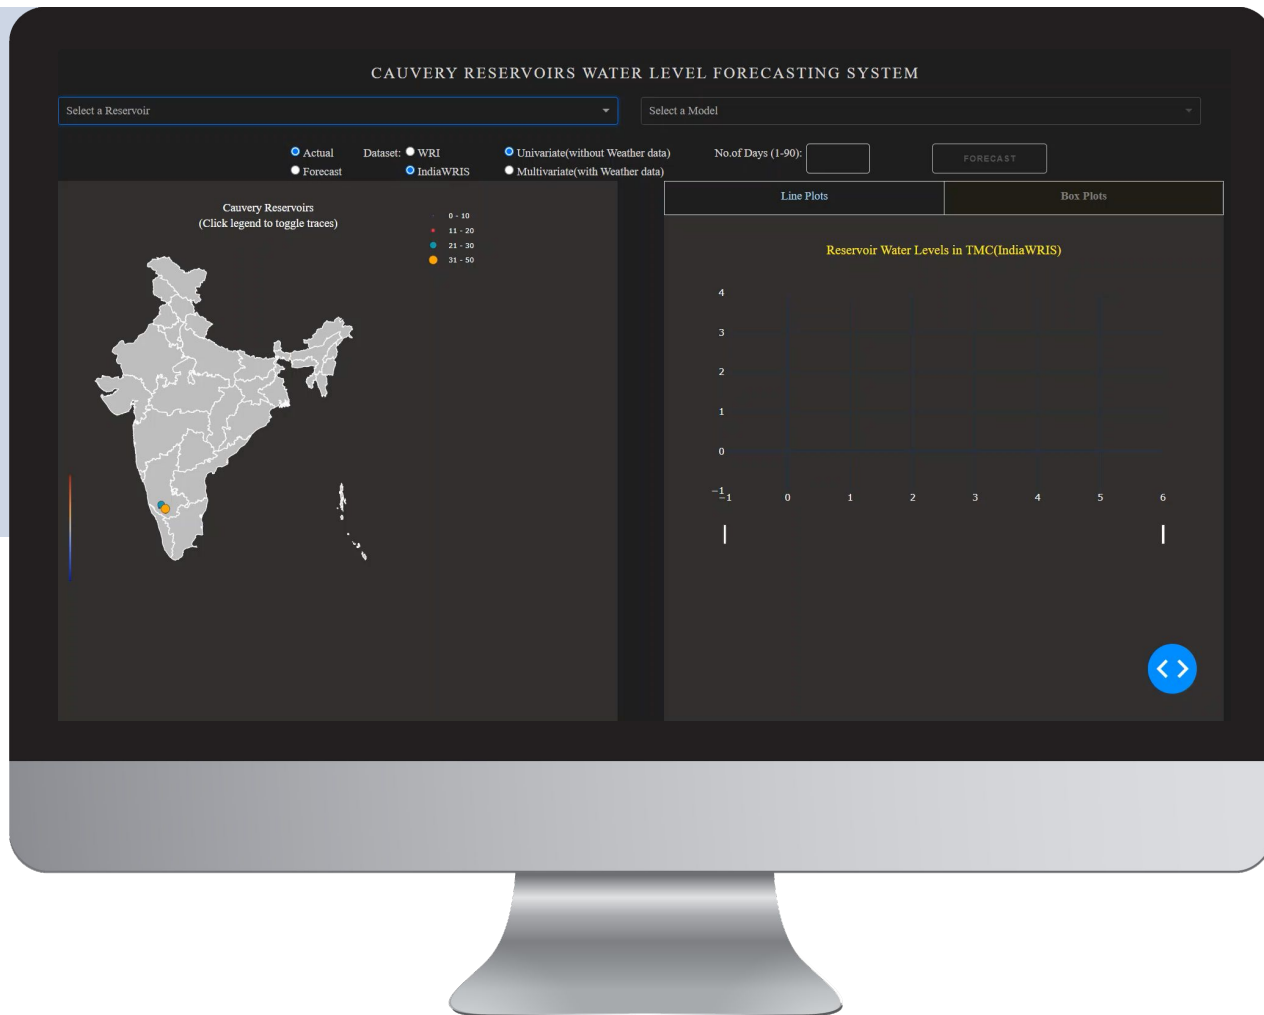 CAUVERY RESERVOIRS WATER LEVEL FORECASTING SYSTEM
Select a Reservoir
Select a Model
Actual
Forecast
Dataset:
WRI
IndiaWRIS
Univariate(without Weather data)
Multivariate(with Weather data)
No.of Days (1-90):
FORECAST
Cauvery Reservoirs
(Click legend to toggle traces)
0 - 10
11 - 20
21 - 30
31 - 50
Line Plots
Box Plots
Reservoir Water Levels in TMC(IndiaWRIS)
4
3
2
1
0
−1
−1 0 1 2 3 4 5 6